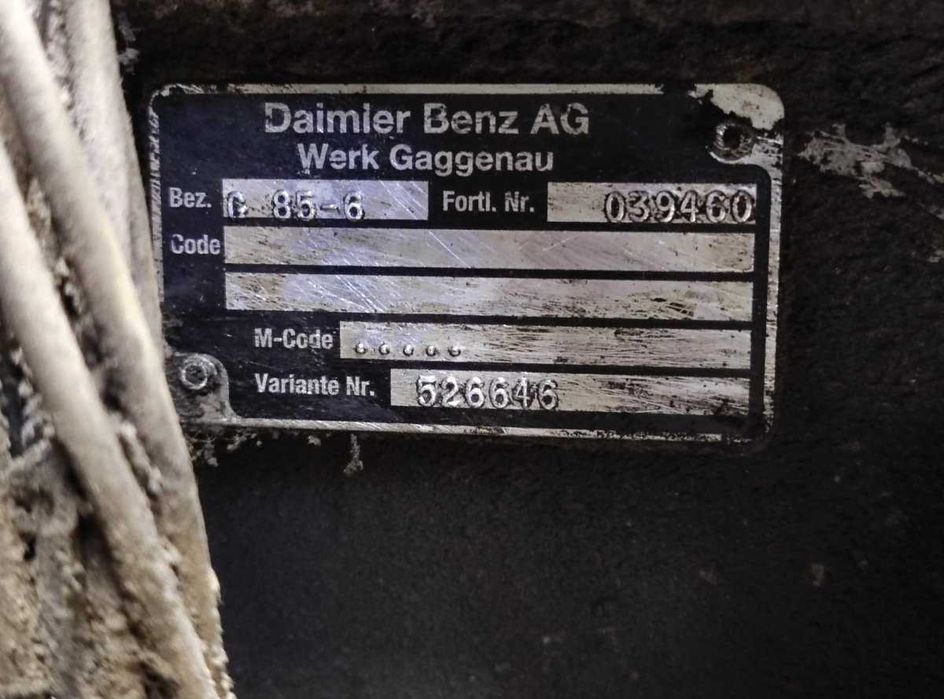 Daimler Benz AG
Werk Gaggenau
Bez. G 85-6 Fortl. Nr. 039460
Code
M-Code .....
Variante Nr. 526646